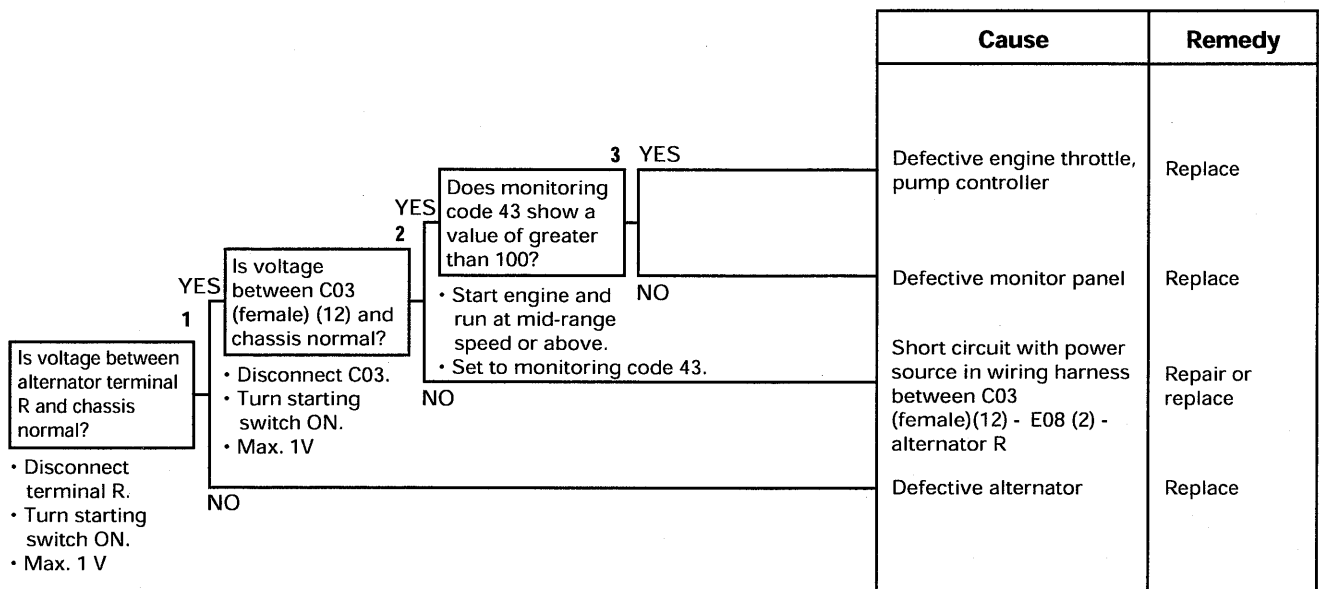 Cause
Remedy
3 YES
Defective engine throttle,
pump controller
Replace
Does monitoring
code 43 show a
value of greater
than 100?
YES
2
Defective monitor panel
Replace
NO
• Start engine and
run at mid-range
speed or above.
• Set to monitoring code 43.
Is voltage
between C03
(female) (12) and
chassis normal?
YES
1
Short circuit with power
source in wiring harness
between C03
(female)(12) - E08 (2) -
alternator R
Repair or
replace
NO
• Disconnect C03.
• Turn starting
switch ON.
• Max. 1V
Is voltage between
alternator terminal
R and chassis
normal?
Defective alternator
Replace
NO
• Disconnect
terminal R.
• Turn starting
switch ON.
• Max. 1 V